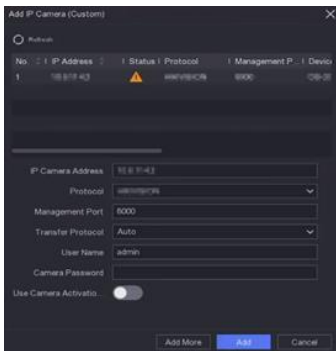 Add IP Camera (Custom)
Refresh
No. IP Address Status Protocol Management P... Device
1 8000
IP Camera Address
Protocol
Management Port 8000
Transfer Protocol Auto
User Name admin
Camera Password
Use Camera Activatio...
Add More Add Cancel